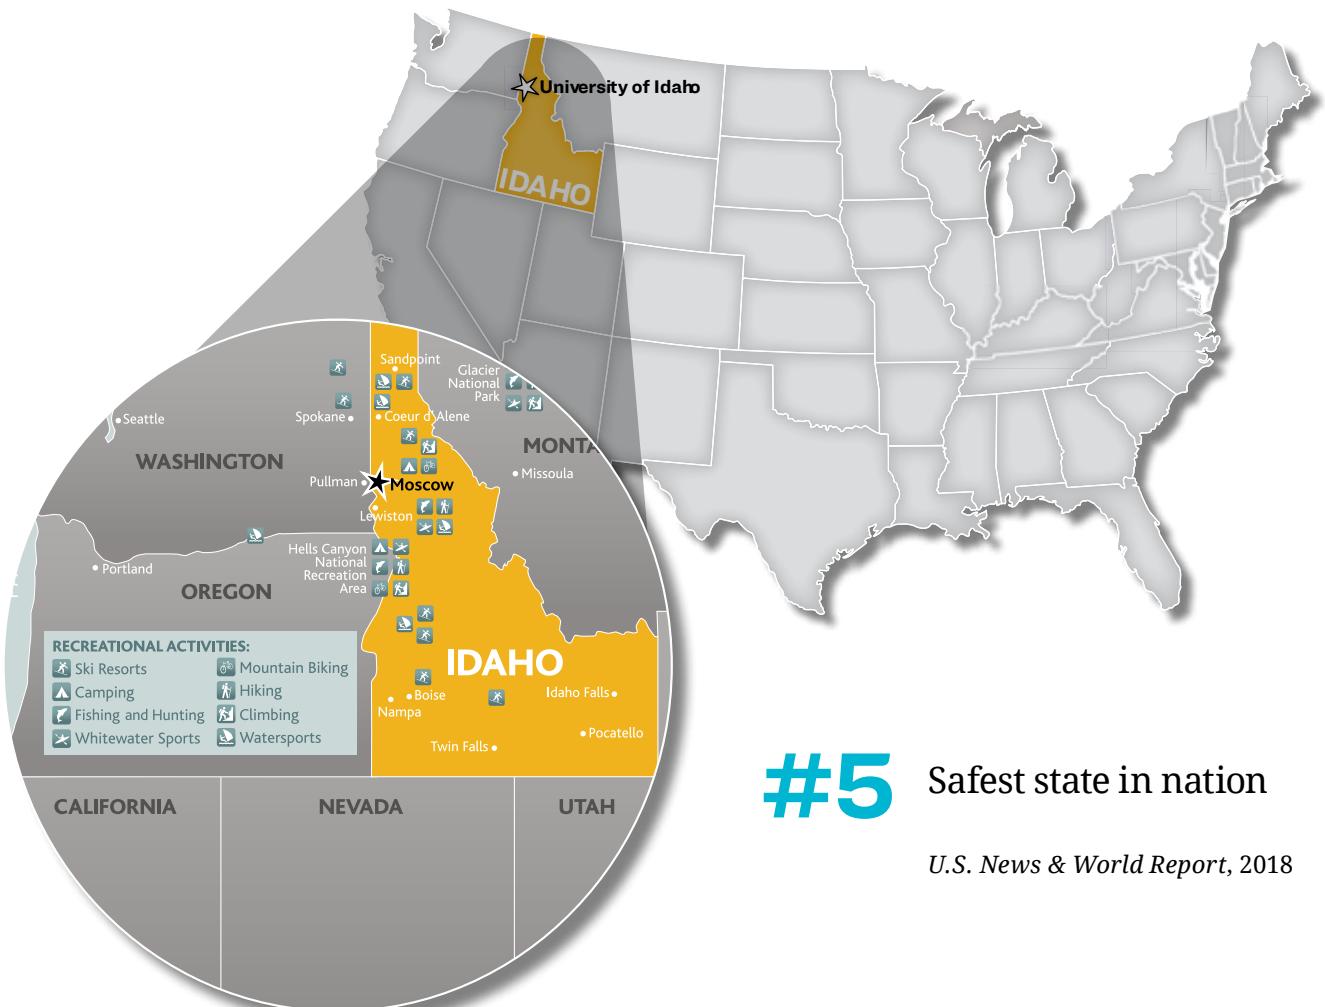 University of Idaho
IDAHO
Sandpoint
Glacier
National
Park
Seattle
Spokane
Coeur d'Alene
MONTA
WASHINGTON
Missoula
Pullman
Moscow
Lewiston
Hells Canyon
National
Recreation
Area
Portland
OREGON
RECREATIONAL ACTIVITIES:
Ski Resorts
Mountain Biking
Camping
Hiking
Fishing and Hunting
Climbing
Whitewater Sports
Watersports
IDAHO
Boise
Nampa
Idaho Falls
Pocatello
Twin Falls
CALIFORNIA
NEVADA
UTAH
#5 Safest state in nation
U.S. News & World Report, 2018